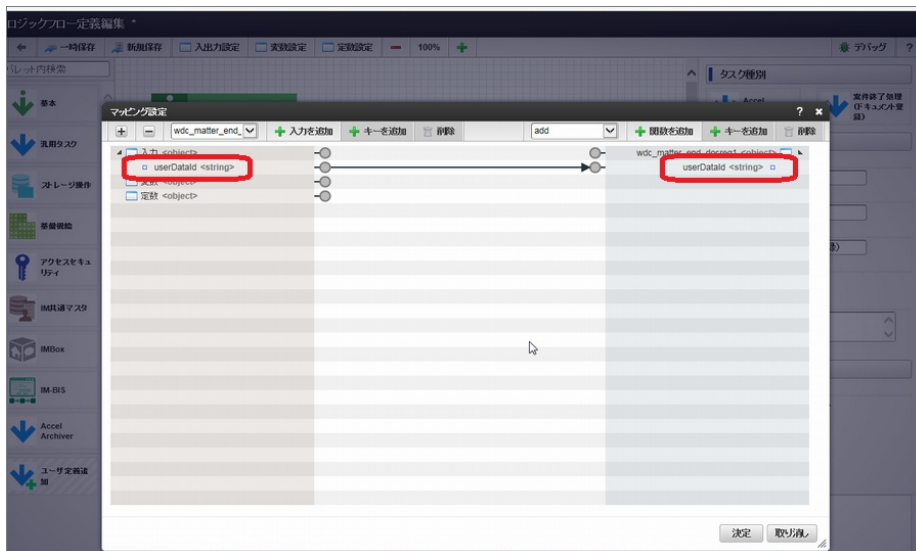 ロジックフロー定義編集 *
一時保存 新規保存 入出力設定 変数設定 定数設定 100% デバッグ ?
パレット内検索
タスク種別
基本
Accel
案件終了処理
(ドキュメント登
録)
マッピング設定 ? ×
wdc_matter_end_ 入力を追加 キーを追加 削除 add 関数を追加 キーを追加 削除
汎用タスク
入力 <object> wdc_matter_end_docreg1 <object>
userDataId <string> userDataId <string>
変数 <object>
定数 <object>
ストレージ操作
基盤機能
アクセスセキュ
リティ
録)
IM共通マスタ
IMBox
IM-BIS
Accel
Archiver
ユーザ定義追
加
決定 取り消し